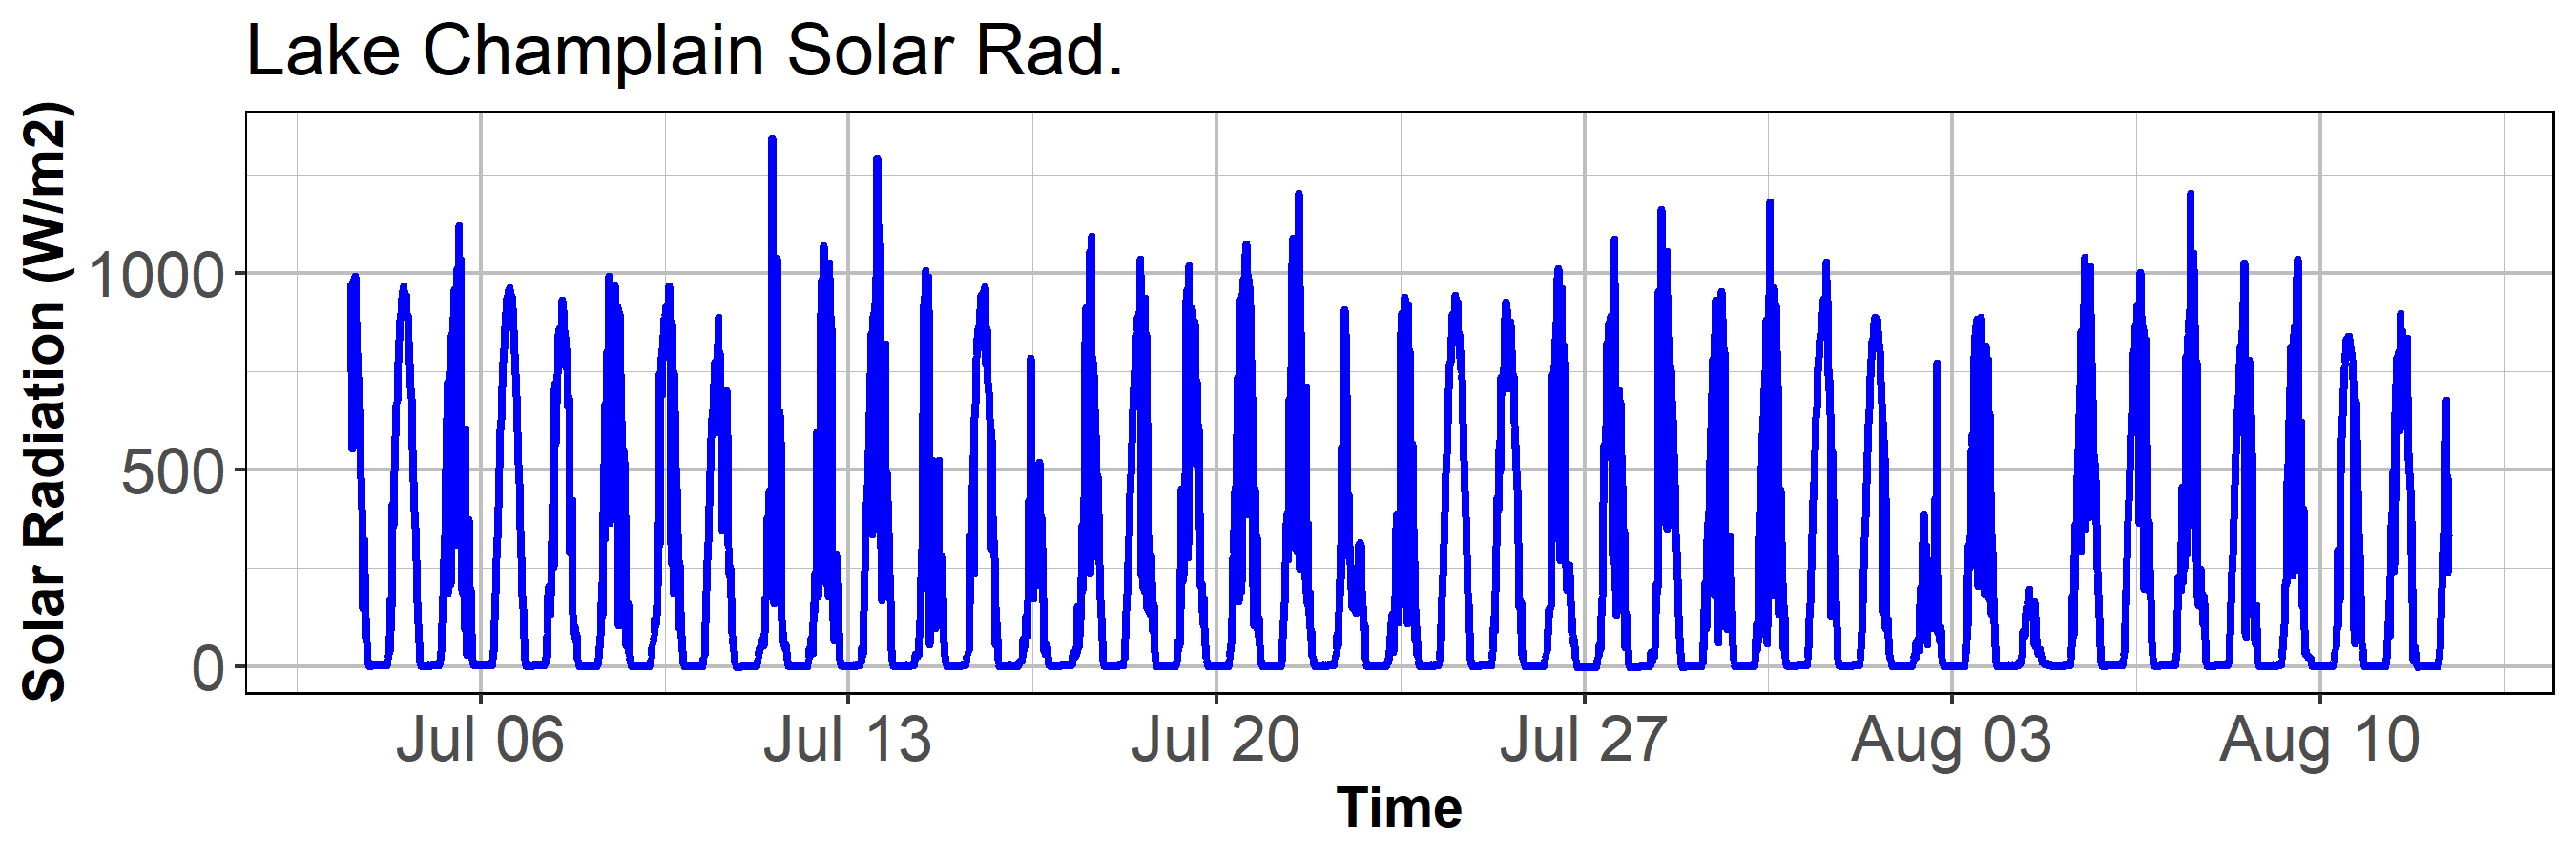 Lake Champlain Solar Rad.
Solar Radiation (W/m2)
1000
500
0
Jul 06 Jul 13 Jul 20 Jul 27 Aug 03 Aug 10
Time